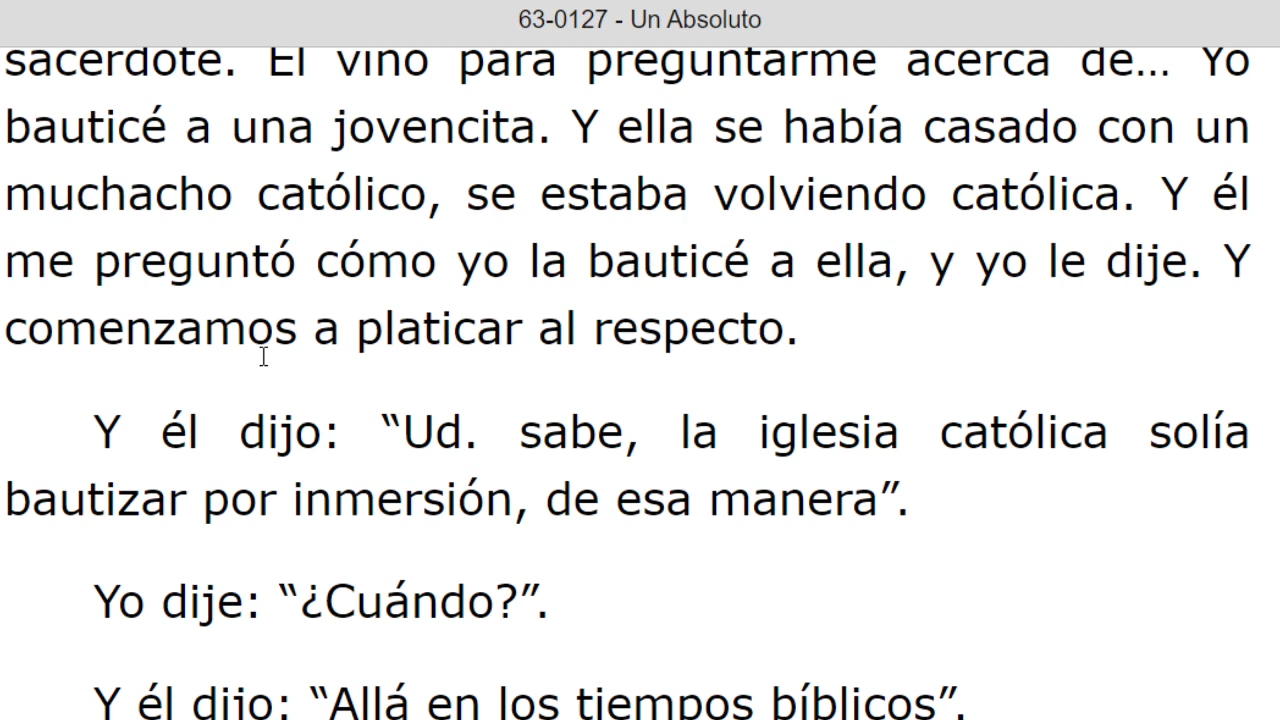 63-0127 - Un Absoluto
sacerdote. Él vino para preguntarme acerca de… Yo
bauticé a una jovencita. Y ella se había casado con un
muchacho católico, se estaba volviendo católica. Y él
me preguntó cómo yo la bauticé a ella, y yo le dije. Y
comenzamos a platicar al respecto.
Y él dijo: “Ud. sabe, la iglesia católica solía
bautizar por inmersión, de esa manera”.
Yo dije: “¿Cuándo?”.
Y él dijo: “Allá en los tiempos bíblicos”.